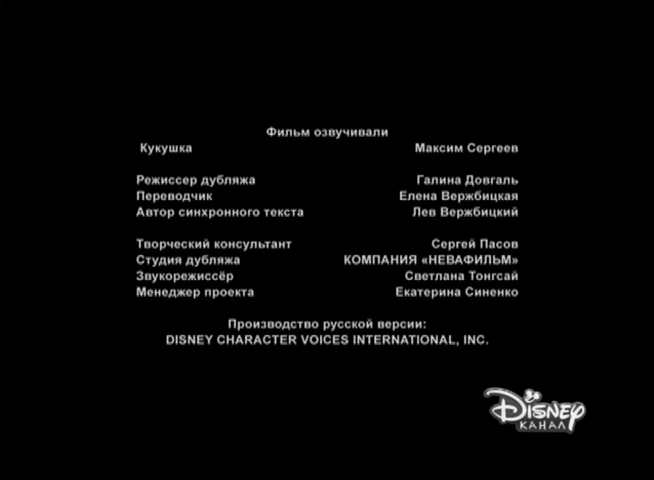 Фильм озвучивали
Кукушка Максим Сергеев
Режиссер дубляжа Галина Довгаль
Переводчик Елена Вержбицкая
Автор синхронного текста Лев Вержбицкий
Творческий консультант Сергей Пасов
Студия дубляжа КОМПАНИЯ «НЕВАФИЛЬМ»
Звукорежиссёр Светлана Тонгсай
Менеджер проекта Екатерина Синенко
Производство русской версии:
DISNEY CHARACTER VOICES INTERNATIONAL, INC.
Disney
КАНАЛ